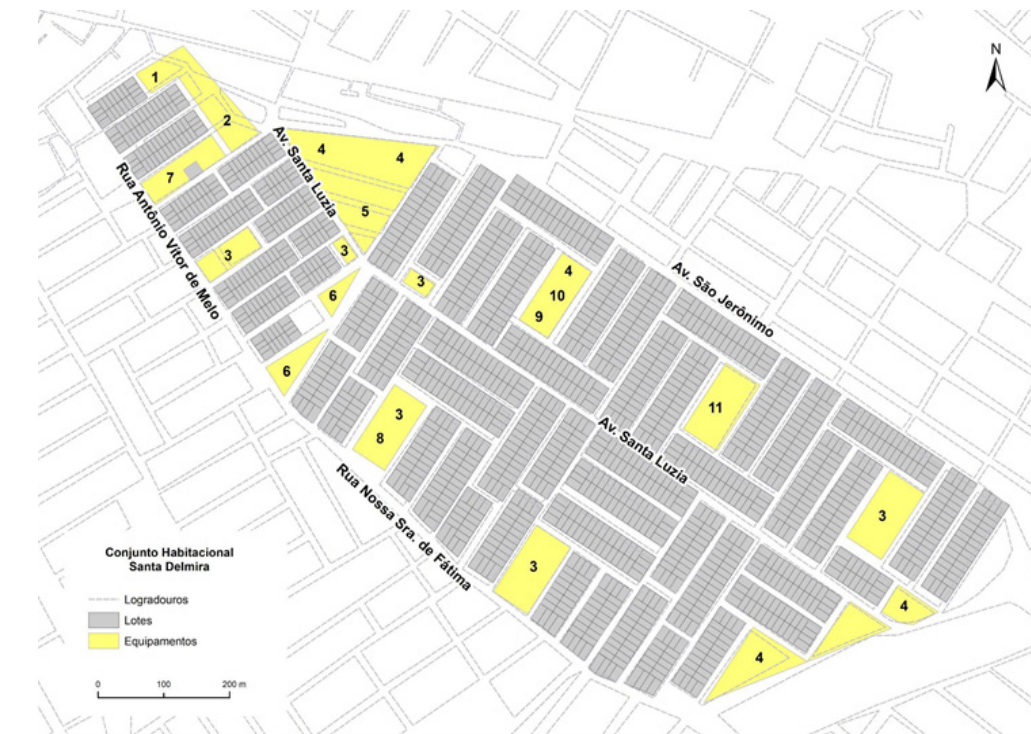 N
1
2
Av. Santa Luzia
4
4
7
Rua Antônio Vitor de Melo
5
3
3
3
4
Av. São Jerônimo
10
6
9
6
11
3
8
Av. Santa Luzia
Rua Nossa Sra. de Fátima
3
3
4
4
Conjunto Habitacional
Santa Delmira
Logradouros
Lotes
Equipamentos
0 100 200 m